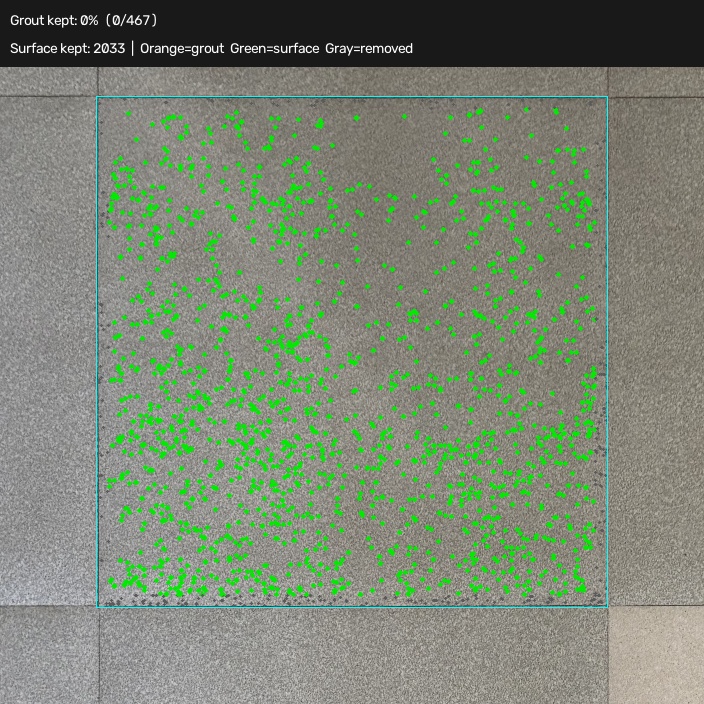 Grout kept: 0% (0/467)
Surface kept: 2033 | Orange=grout Green=surface Gray=removed